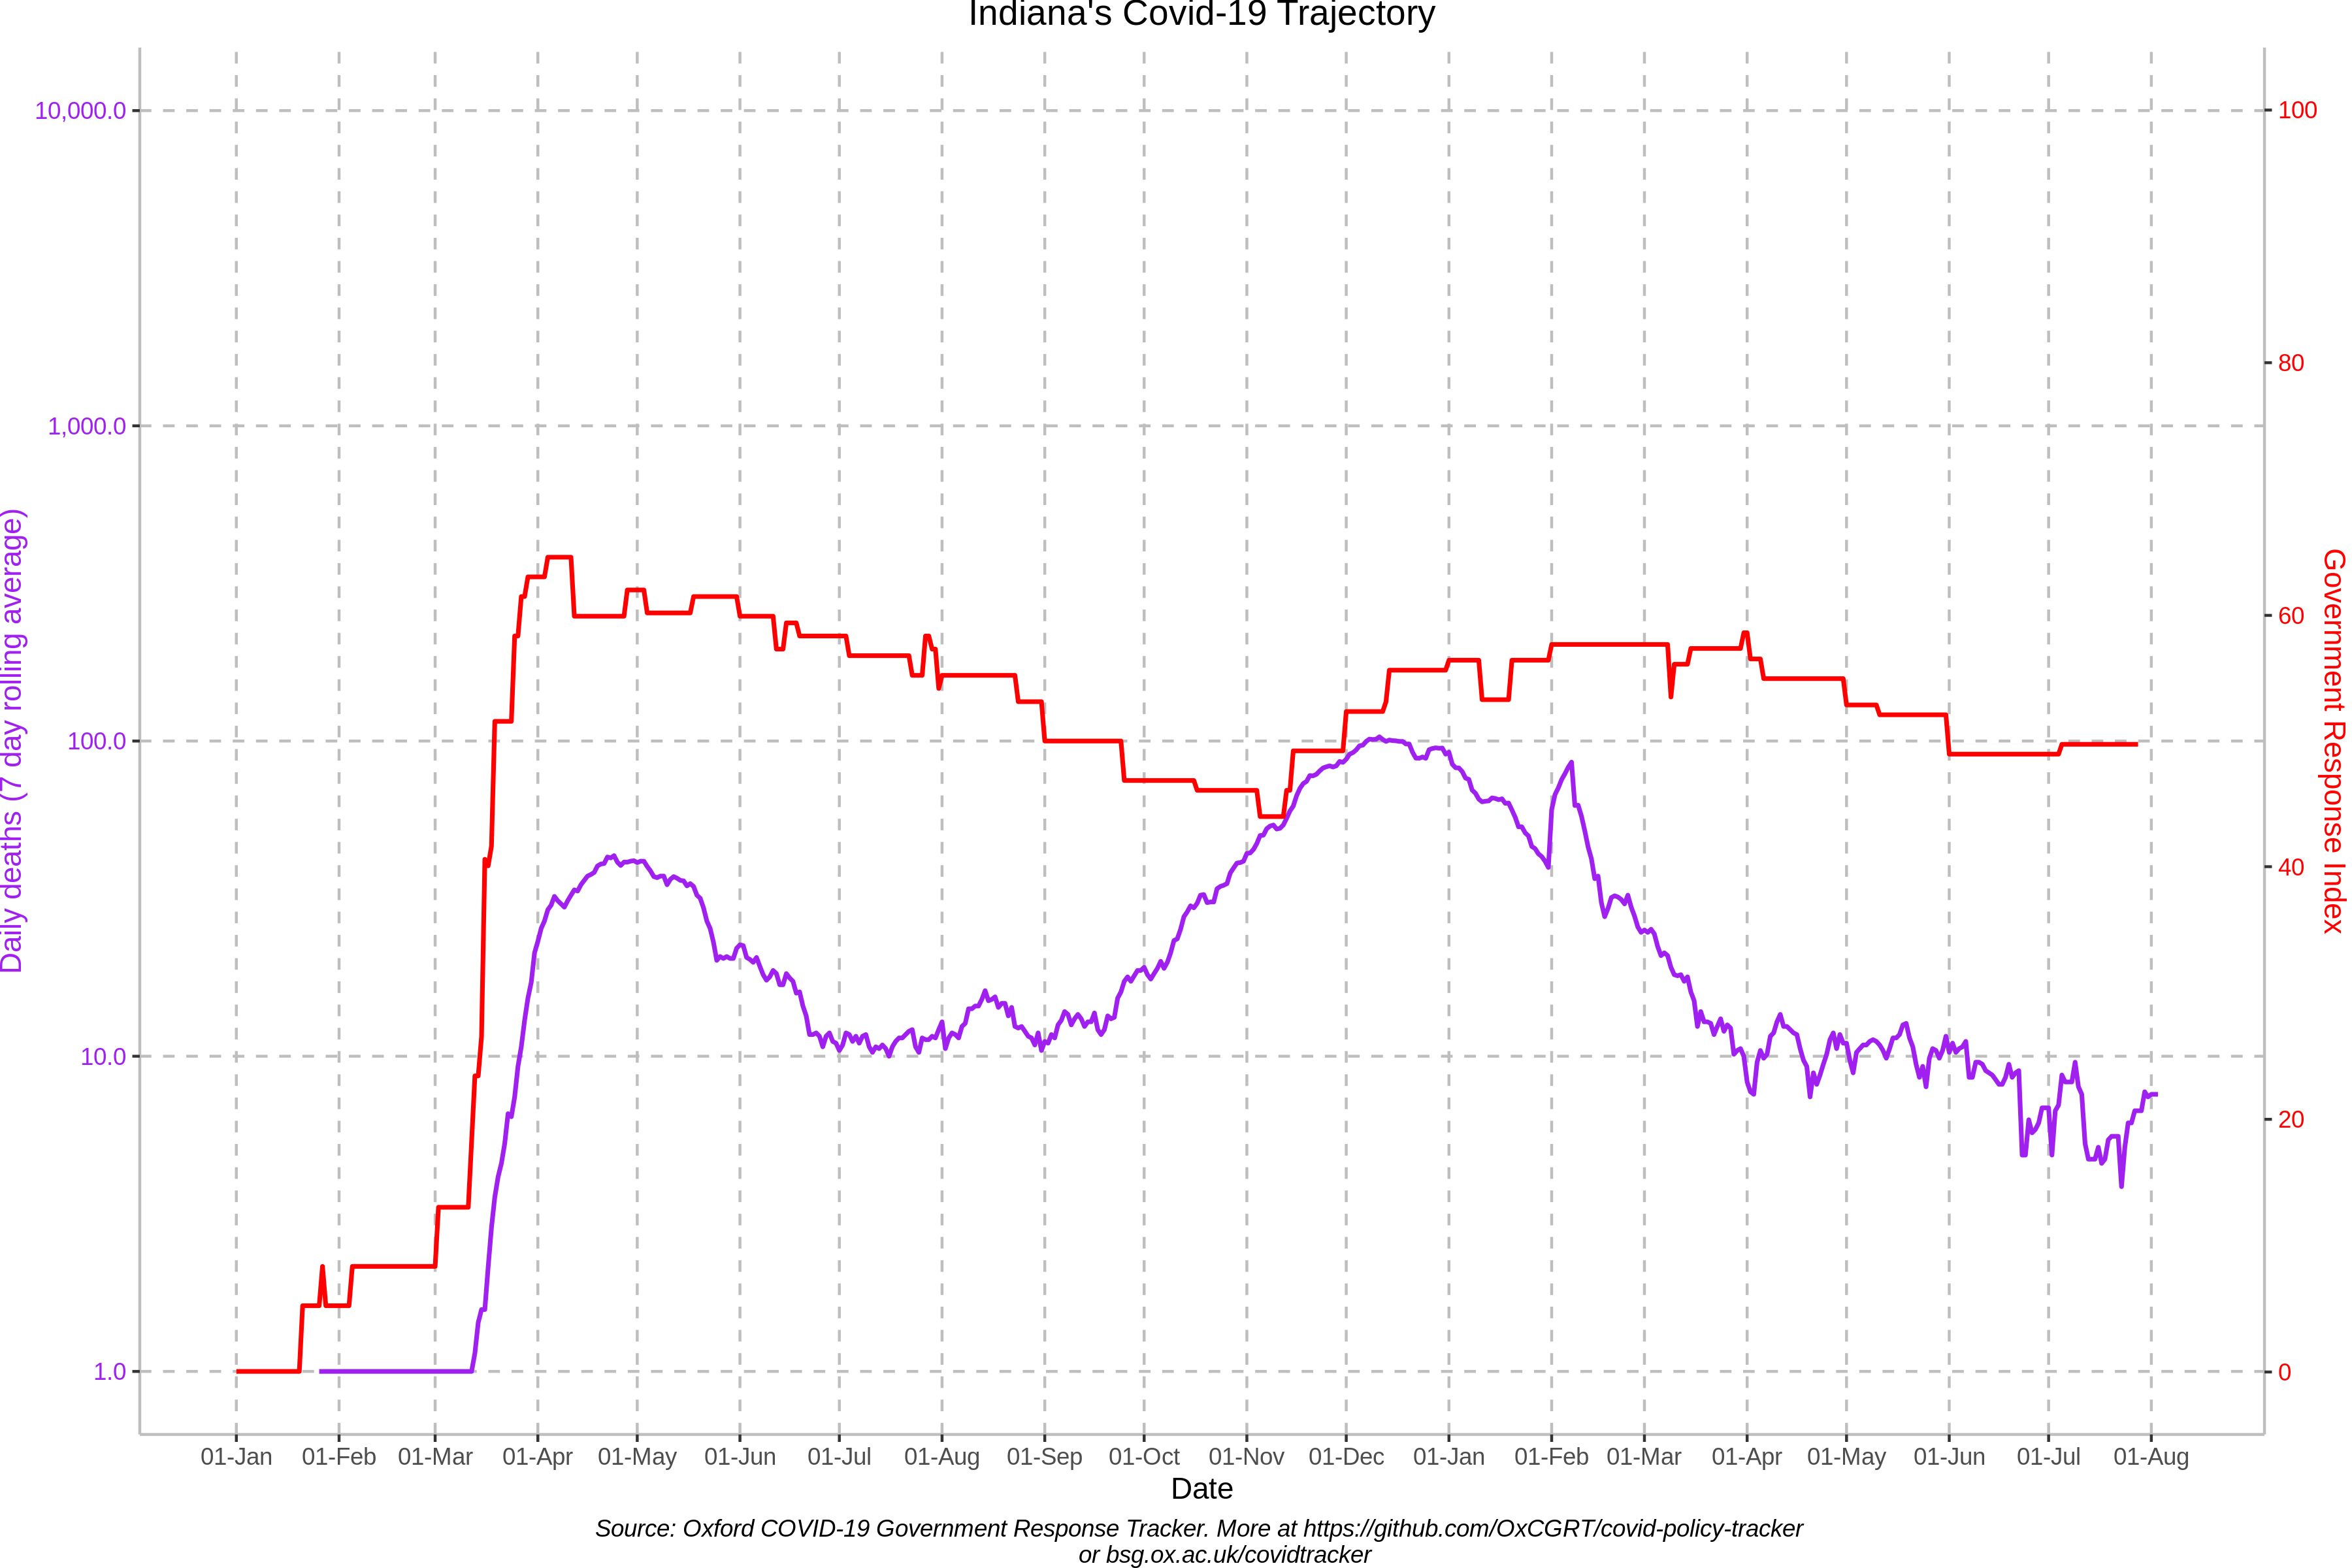 Indiana's Covid-19 Trajectory
10,000.0
1,000.0
100.0
10.0
1.0
Daily deaths (7 day rolling average)
100
80
60
40
20
0
Government Response Index
01-Jan 01-Feb 01-Mar 01-Apr 01-May 01-Jun 01-Jul 01-Aug 01-Sep 01-Oct 01-Nov 01-Dec 01-Jan 01-Feb 01-Mar 01-Apr 01-May 01-Jun 01-Jul 01-Aug
Date
Source: Oxford COVID-19 Government Response Tracker. More at https://github.com/OxCGRT/covid-policy-tracker
or bsg.ox.ac.uk/covidtracker